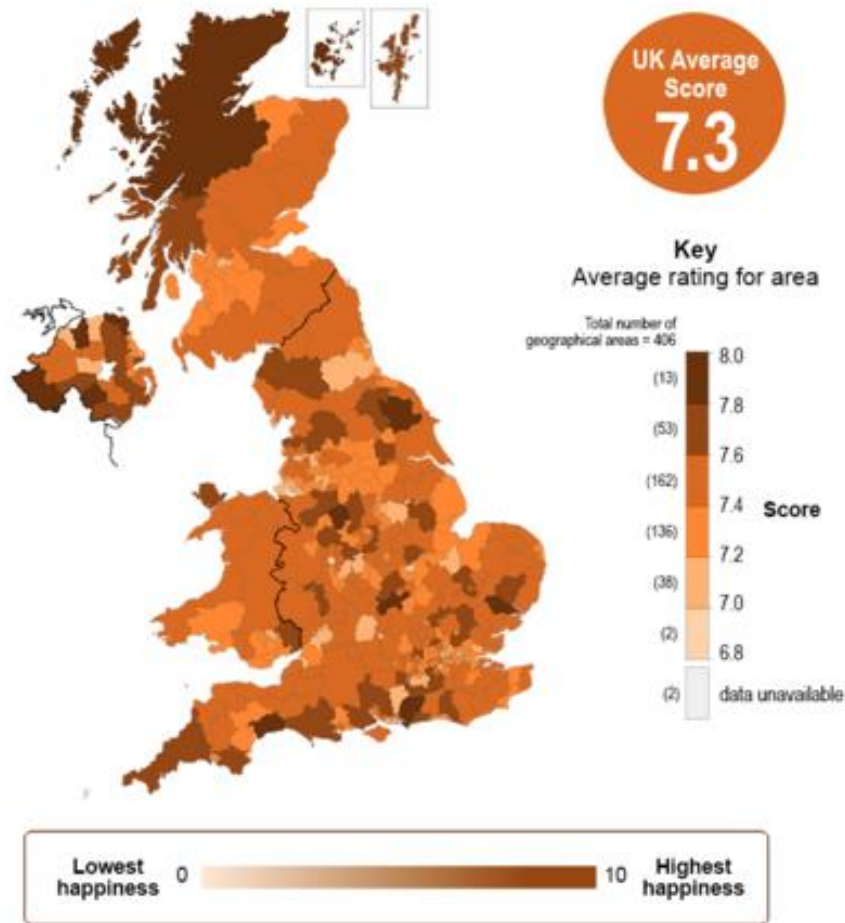 UK Average
Score
7.3
Key
Average rating for area
Total number of
geographical areas = 406
8.0
(13)
7.8
(53)
7.6
(162)
7.4
Score
(136)
7.2
(38)
7.0
(2)
6.8
(2)
data unavailable
Lowest
happiness
0
10
Highest
happiness